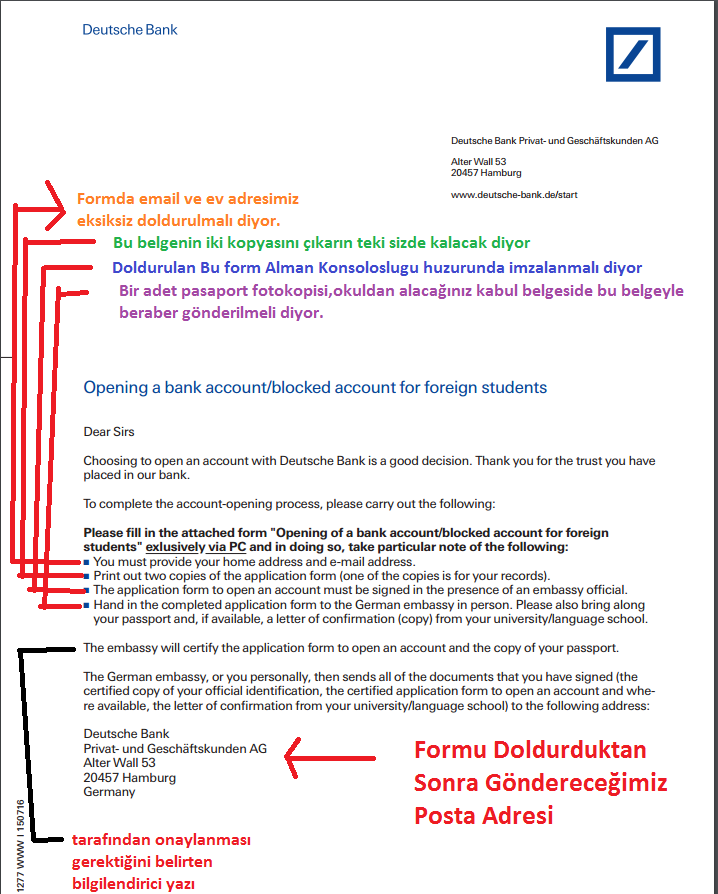 Deutsche Bank
Deutsche Bank Privat- und Geschäftskunden AG
Alter Wall 53
20457 Hamburg
www.deutsche-bank.de/start
Formda email ve ev adresimiz
eksiksiz doldurulmalı diyor.
Bu belgenin iki kopyasını çıkarın teki sizde kalacak diyor
Doldurulan Bu form Alman Konsoloslugu huzurunda imzalanmalı diyor
Bir adet pasaport fotokopisi,okuldan alacağınız kabul belgeside bu belgeyle
beraber gönderilmeli diyor.
Opening a bank account/blocked account for foreign students
Dear Sirs
Choosing to open an account with Deutsche Bank is a good decision. Thank you for the trust you have
placed in our bank.
To complete the account-opening process, please carry out the following:
Please fill in the attached form "Opening of a bank account/blocked account for foreign
students" exlusively via PC and in doing so, take particular note of the following:
■ You must provide your home address and e-mail address.
■ Print out two copies of the application form (one of the copies is for your records).
■ The application form to open an account must be signed in the presence of an embassy official.
■ Hand in the completed application form to the German embassy in person. Please also bring along
your passport and, if available, a letter of confirmation (copy) from your university/language school.
The embassy will certify the application form to open an account and the copy of your passport.
The German embassy, or you personally, then sends all of the documents that you have signed (the
certified copy of your official identification, the certified application form to open an account and whe-
re available, the letter of confirmation from your university/language school) to the following address:
Deutsche Bank
Privat- und Geschäftskunden AG
Alter Wall 53
20457 Hamburg
Germany
Formu Doldurduktan
Sonra Göndereceğimiz
Posta Adresi
tarafından onaylanması
gerektiğini belirten
bilgilendirici yazı
1277 WWW I 150716